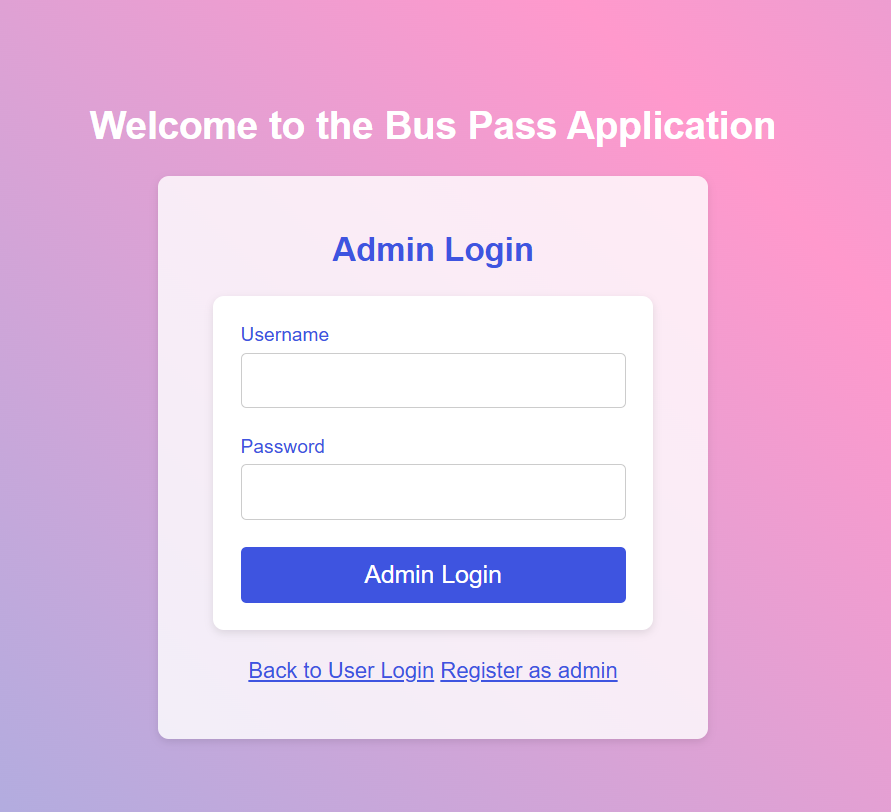 Welcome to the Bus Pass Application
Admin Login
Username
Password
Admin Login
Back to User Login Register as admin